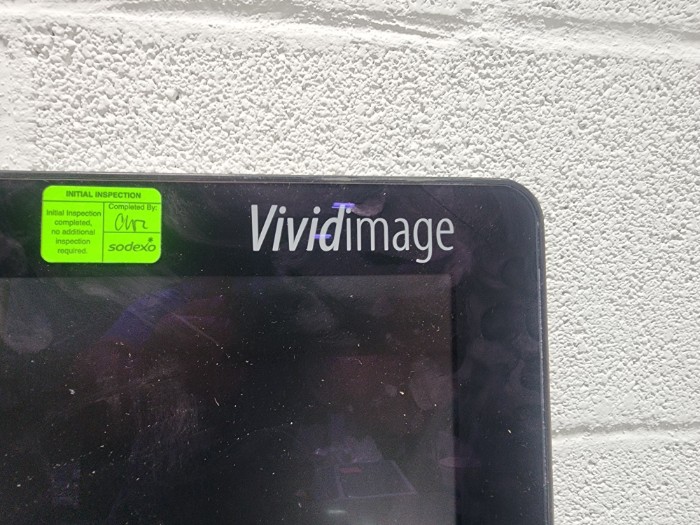 INITIAL INSPECTION
Initial Inspection
completed,
no additional
inspection
required.
Completed By:
sodexo
Vividimage